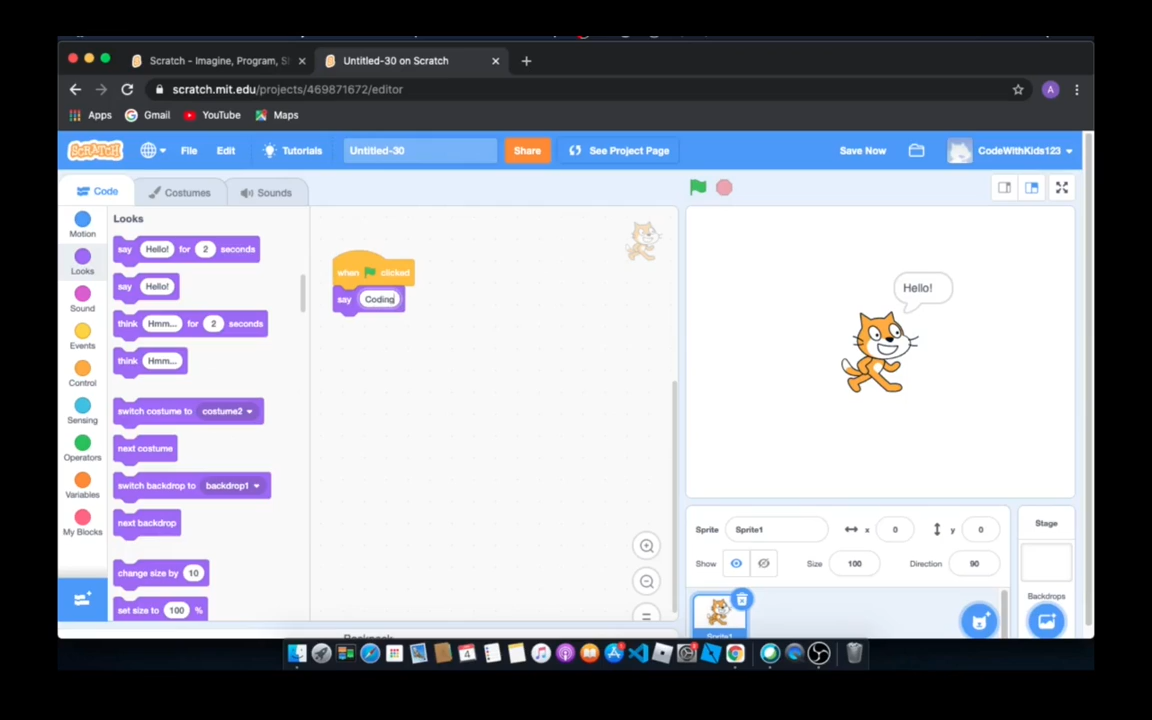 Scratch - Imagine, Program, S
Untitled-30 on Scratch
scratch.mit.edu/projects/469871672/editor
A
Apps
Gmail
YouTube
Maps
SCRATCH
File
Edit
Tutorials
Untitled-30
Share
See Project Page
Save Now
CodeWithKids123
Code
Costumes
Sounds
Motion
Looks
Sound
Events
Control
Sensing
Operators
Variables
My Blocks
Looks
say Hello! for 2 seconds
say Hello!
think Hmm... for 2 seconds
think Hmm...
switch costume to costume2
next costume
switch backdrop to backdrop1
next backdrop
change size by 10
set size to 100 %
when clicked
say Coding
Hello!
Sprite
Sprite1
x
0
y
0
Show
Size
100
Direction
90
Sprite1
Stage
Backdrops
Backpack
4